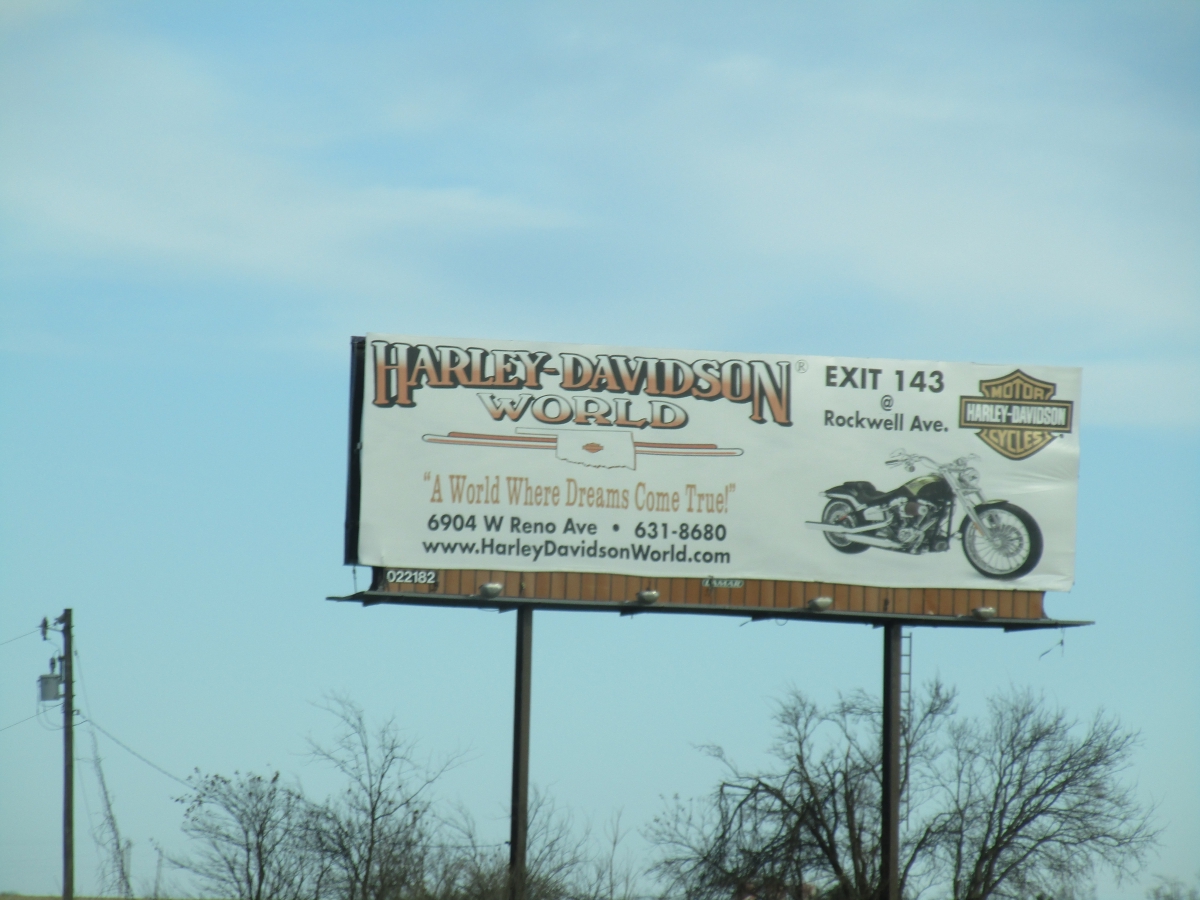 HARLEY-DAVIDSON®
WORLD
"A World Where Dreams Come True!"
6904 W Reno Ave • 631-8680
www.HarleyDavidsonWorld.com
EXIT 143
@
Rockwell Ave.
MOTOR
HARLEY-DAVIDSON
CYCLES
022182
LAMAR